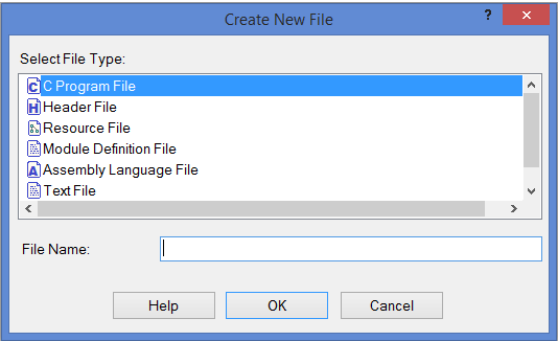 Create New File
?
×
Select File Type:
C C Program File
H Header File
Resource File
Module Definition File
A Assembly Language File
Text File
File Name:
Help OK Cancel